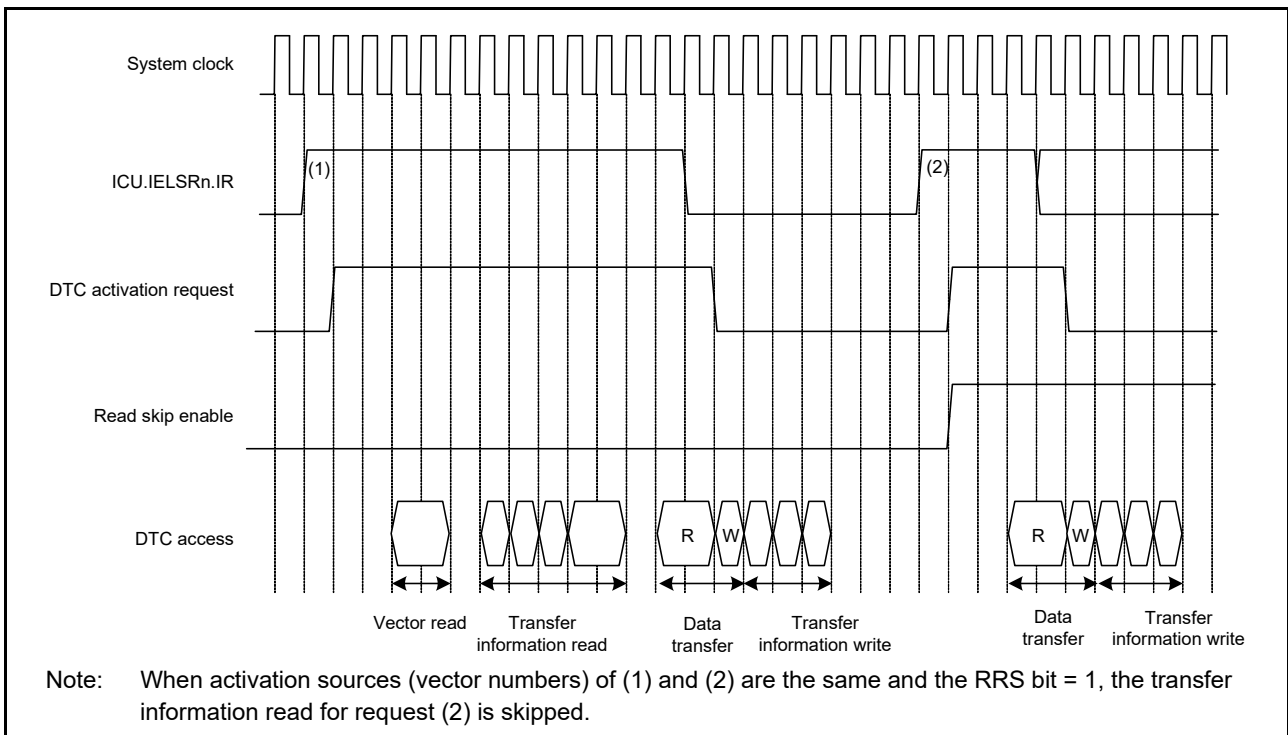 System clock
ICU.IELSRn.IR
(1)
(2)
DTC activation request
Read skip enable
DTC access
R
W
R
W
Vector read
Transfer
information read
Data
transfer
Transfer
information write
Data
transfer
Transfer
information write
Note: When activation sources (vector numbers) of (1) and (2) are the same and the RRS bit = 1, the transfer
information read for request (2) is skipped.